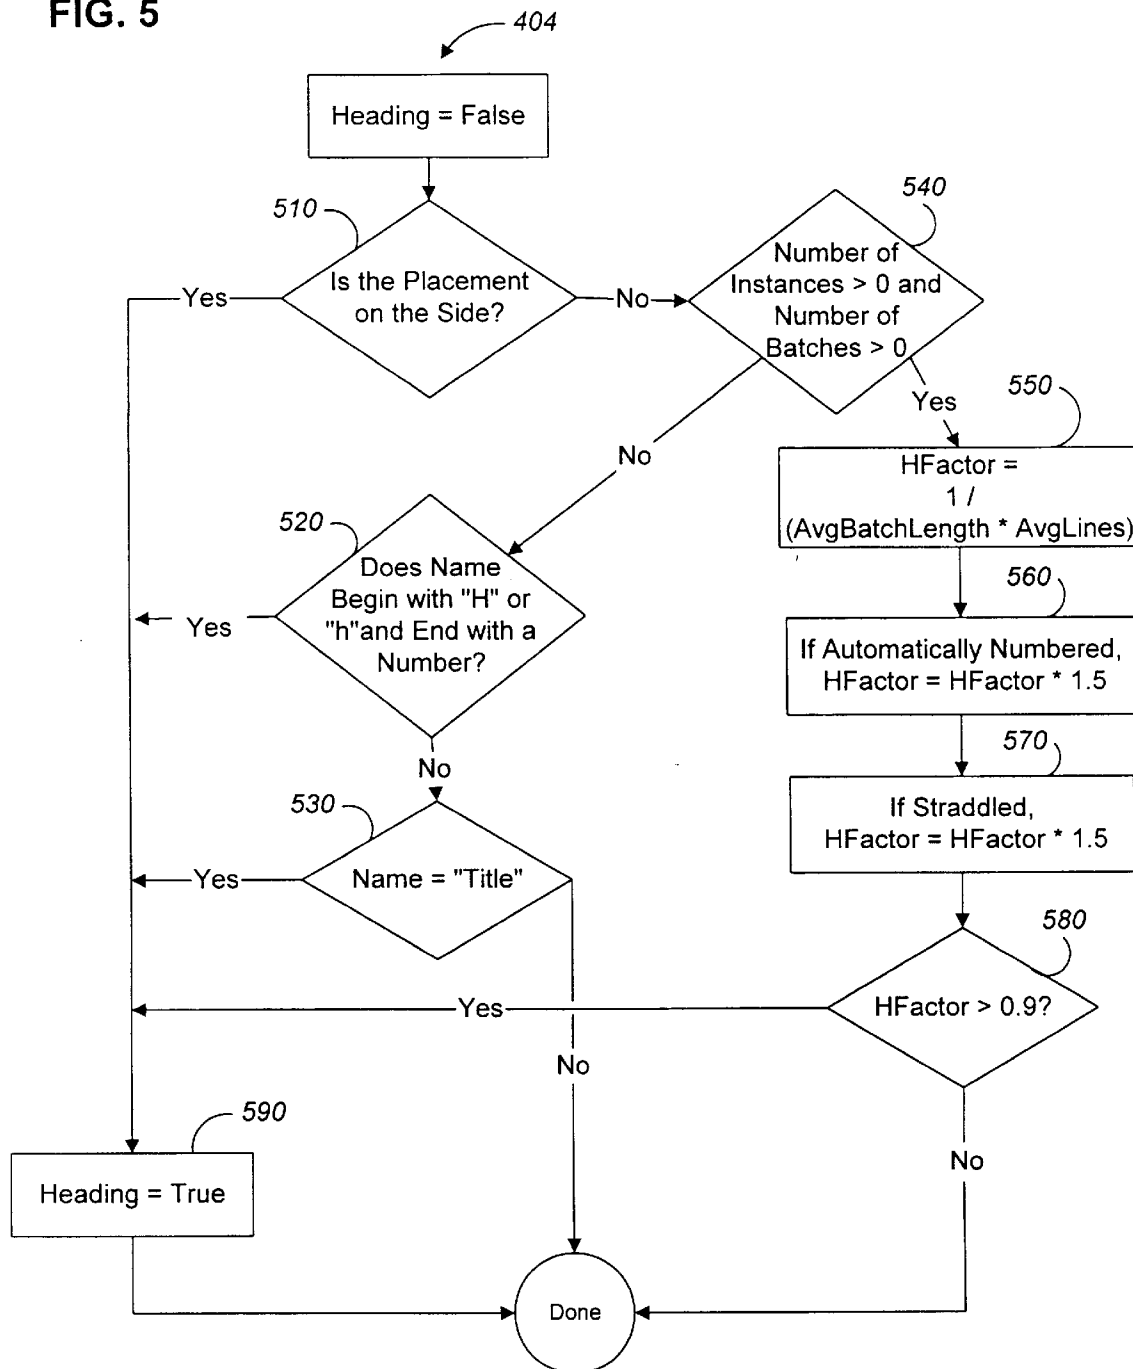 FIG. 5
404
Heading = False
510
Is the Placement
on the Side?
Yes
No
540
Number of
Instances > 0 and
Number of
Batches > 0
Yes
No
550
HFactor =
1 /
(AvgBatchLength * AvgLines)
520
Does Name
Begin with "H" or
"h"and End with a
Number?
Yes
No
560
If Automatically Numbered,
HFactor = HFactor * 1.5
570
If Straddled,
HFactor = HFactor * 1.5
530
Name = "Title"
Yes
No
580
HFactor > 0.9?
Yes
No
590
Heading = True
Done